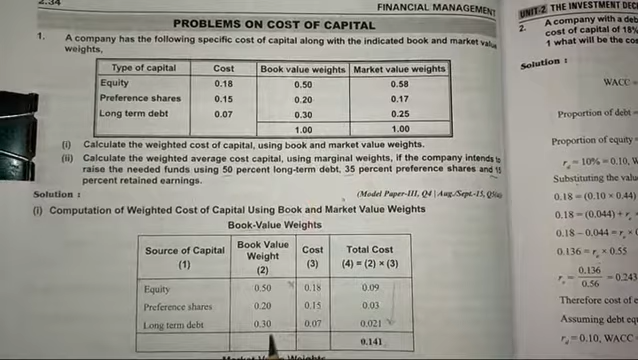 2.34
FINANCIAL MANAGEMENT
PROBLEMS ON COST OF CAPITAL
1. A company has the following specific cost of capital along with the indicated book and market value
weights,
Type of capital Cost Book value weights Market value weights
Equity 0.18 0.50 0.58
Preference shares 0.15 0.20 0.17
Long term debt 0.07 0.30 0.25
1.00 1.00
(i) Calculate the weighted cost of capital, using book and market value weights.
(ii) Calculate the weighted average cost capital, using marginal weights, if the company intends to
raise the needed funds using 50 percent long-term debt, 35 percent preference shares and 15
percent retained earnings.
Solution : (Model Paper-III, Q4 | Aug./Sept.-15,
(i) Computation of Weighted Cost of Capital Using Book and Market Value Weights
Book-Value Weights
Source of Capital Book Value Weight Cost Total Cost
(1) (2) (3) (4) = (2) × (3)
Equity 0.50 0.18 0.09
Preference shares 0.20 0.15 0.03
Long term debt 0.30 0.07 0.021
0.141
Weights
UNIT-2 THE INVESTMENT
2. A company with a
cost of capital of 18%
1 what will be the
Solution :
WACC =
Proportion of debt =
Proportion of equity
= 10% = 0.10,
Substituting the
0.18 = (0.10 × 0.44)
0.18 = (0.044) +
0.18 – 0.044 =
0.136 = × 0.55
= 0.136 / 0.56 = 0.243
Therefore cost of
Assuming debt
= 0.10, WACC